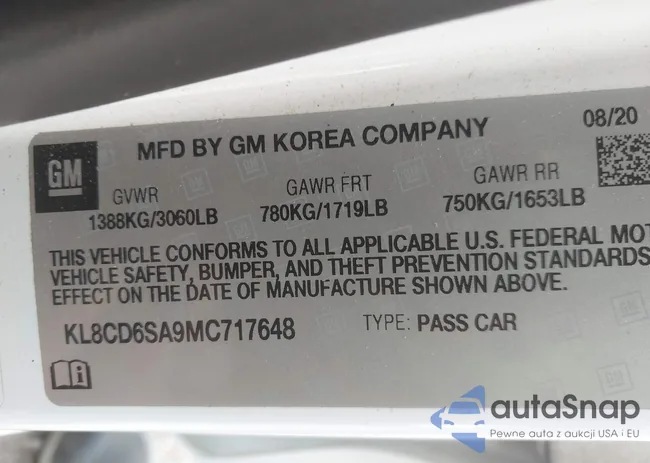 MFD BY GM KOREA COMPANY
08/20
GM
GVWR
GAWR FRT
GAWR RR
1388KG/3060LB
780KG/1719LB
750KG/1653LB
THIS VEHICLE CONFORMS TO ALL APPLICABLE U.S. FEDERAL MOT
VEHICLE SAFETY, BUMPER, AND THEFT PREVENTION STANDARDS
EFFECT ON THE DATE OF MANUFACTURE SHOWN ABOVE.
KL8CD6SA9MC717648
TYPE: PASS CAR
autaSnap
Pewne auta z aukcji USA i EU